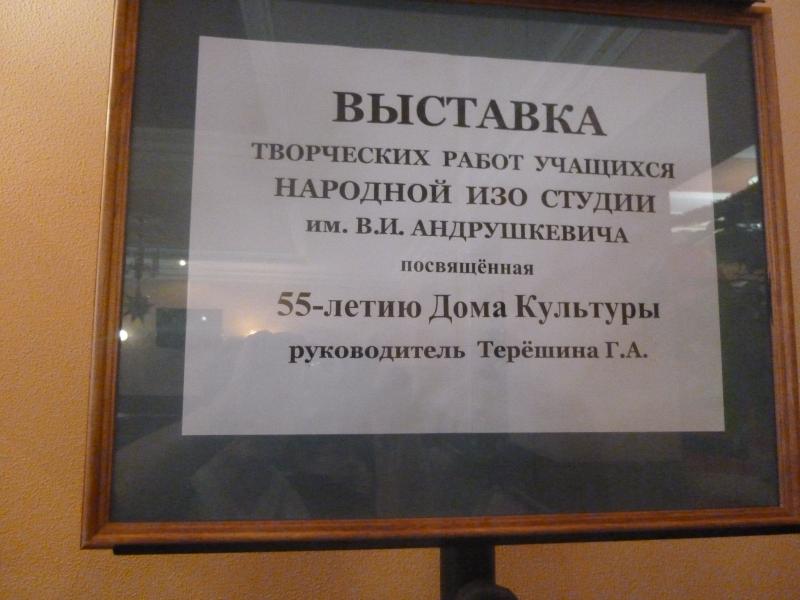 ВЫСТАВКА
ТВОРЧЕСКИХ РАБОТ УЧАЩИХСЯ
НАРОДНОЙ ИЗО СТУДИИ
им. В.И. АНДРУШКЕВИЧА
посвящённая
55-летию Дома Культуры
руководитель Терёшина Г.А.